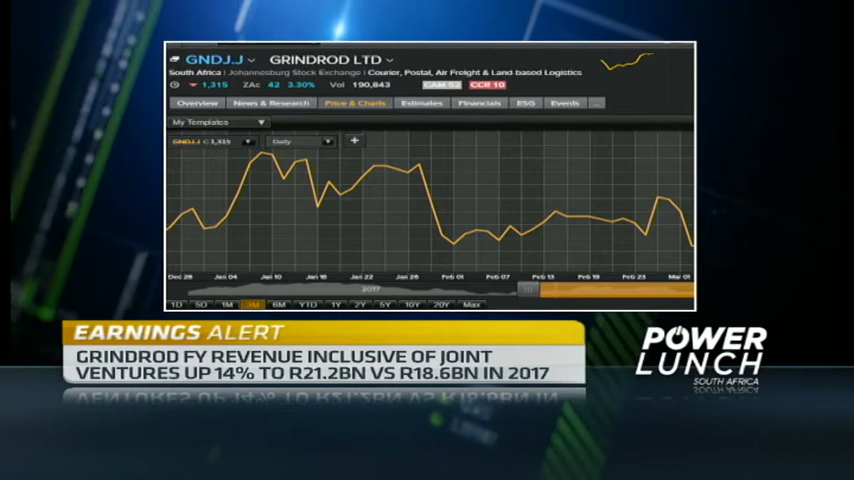 GNDJ.J GRINDROD LTD
South Africa | Johannesburg Stock Exchange | Courier, Postal, Air Freight & Land-based Logistics
1,315 ZAc 42 3.30% Vol 190,843 CAM 52 CCR 10
Overview News & Research Price & Charts Estimates Financials ESG Events ...
My Templates
GNDJ.J C 1,315 Daily +
Dec 28 Jan 04 Jan 10 Jan 16 Jan 22 Jan 26 Feb 01 Feb 07 Feb 13 Feb 19 Feb 23 Mar 01
2017
1D 5D 1M 3M 6M YTD 1Y 2Y 5Y 10Y 20Y Max
EARNINGS ALERT
GRINDROD FY REVENUE INCLUSIVE OF JOINT
VENTURES UP 14% TO R21.2BN VS R18.6BN IN 2017
POWER
LUNCH
SOUTH AFRICA